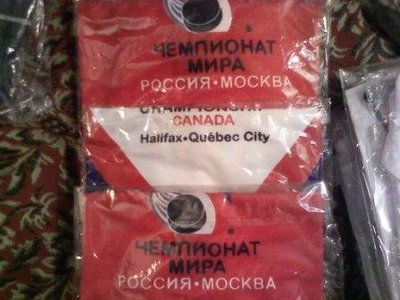 ЧЕМПИОНАТ
МИРА
РОССИЯ•МОСКВА
CANADA
Halifax•Québec City
ЧЕМПИОНАТ
МИРА
РОССИЯ•МОСКВА